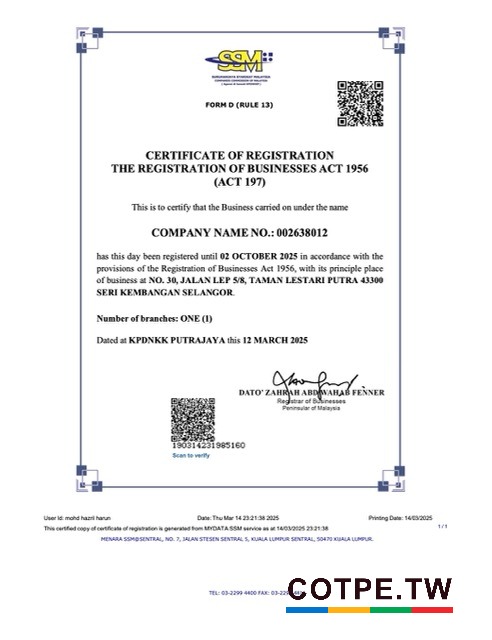 SSM
SURUHANJAYA SYARIKAT MALAYSIA
COMPANIES COMMISSION OF MALAYSIA
FORM D (RULE 13)
CERTIFICATE OF REGISTRATION
THE REGISTRATION OF BUSINESSES ACT 1956
(ACT 197)
This is to certify that the Business carried on under the name
COMPANY NAME NO.: 002638012
has this day been registered until 02 OCTOBER 2025 in accordance with the
provisions of the Registration of Businesses Act 1956, with its principle place
of business at NO. 30, JALAN LEP 5/8, TAMAN LESTARI PUTRA 43300
SERI KEMBANGAN SELANGOR.
Number of branches: ONE (1)
Dated at KPDNKK PUTRAJAYA this 12 MARCH 2025
DATO' ZAHRAH ABD WAHAB FENNER
Registrar of Businesses
Peninsular of Malaysia
190314231985160
Scan to verify
User Id: mohd hazril harun Date: Thu Mar 14 23:21:38 2025 Printing Date: 14/03/2025
This certified copy of certificate of registration is generated from MYDATA SSM service as at 14/03/2025 23:21:38
1 / 1
MENARA SSM@SENTRAL, NO. 7, JALAN STESEN SENTRAL 5, KUALA LUMPUR SENTRAL, 50470 KUALA LUMPUR.
TEL: 03-2299 4400 FAX: 03-229
COTPE.TW